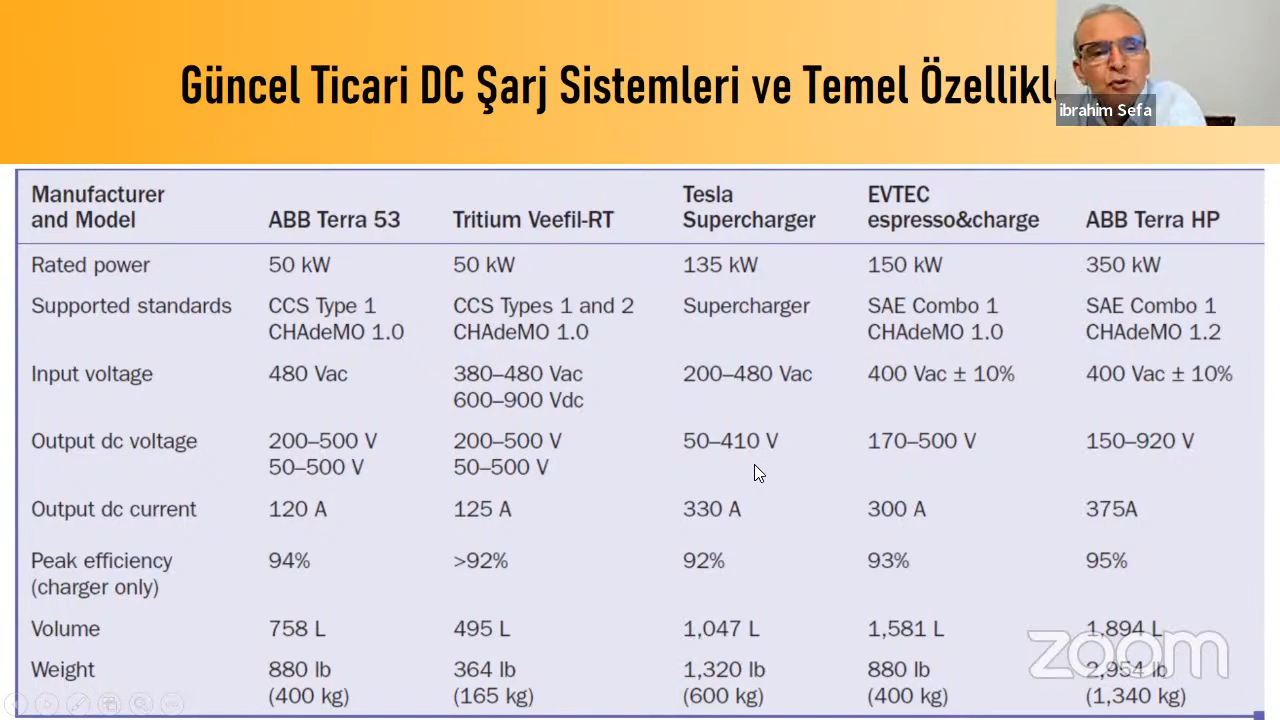 Güncel Ticari DC Şarj Sistemleri ve Temel
ibrahim Sefa
Manufacturer and Model	ABB Terra 53	Tritium Veefil-RT	Tesla Supercharger	EVTEC espresso&charge	ABB Terra HP
Rated power	50 kW	50 kW	135 kW	150 kW	350 kW
Supported standards	CCS Type 1	CCS Types 1 and 2	Supercharger	SAE Combo 1	SAE Combo 1
CHAdeMO 1.0	CHAdeMO 1.0	CHAdeMO 1.0	CHAdeMO 1.2
Input voltage	480 Vac	380–480 Vac	200–480 Vac	400 Vac ± 10%	400 Vac ± 10%
600–900 Vdc
Output dc voltage	200–500 V	200–500 V	50–410 V	170–500 V	150–920 V
50–500 V	50–500 V
Output dc current	120 A	125 A	330 A	300 A	375A
Peak efficiency	94%	>92%	92%	93%	95%
(charger only)
Volume	758 L	495 L	1,047 L	1,581 L	1,894 L
Weight	880 lb	364 lb	1,320 lb	880 lb	2,954 lb
(400 kg)	(165 kg)	(600 kg)	(400 kg)	(1,340 kg)
zoom